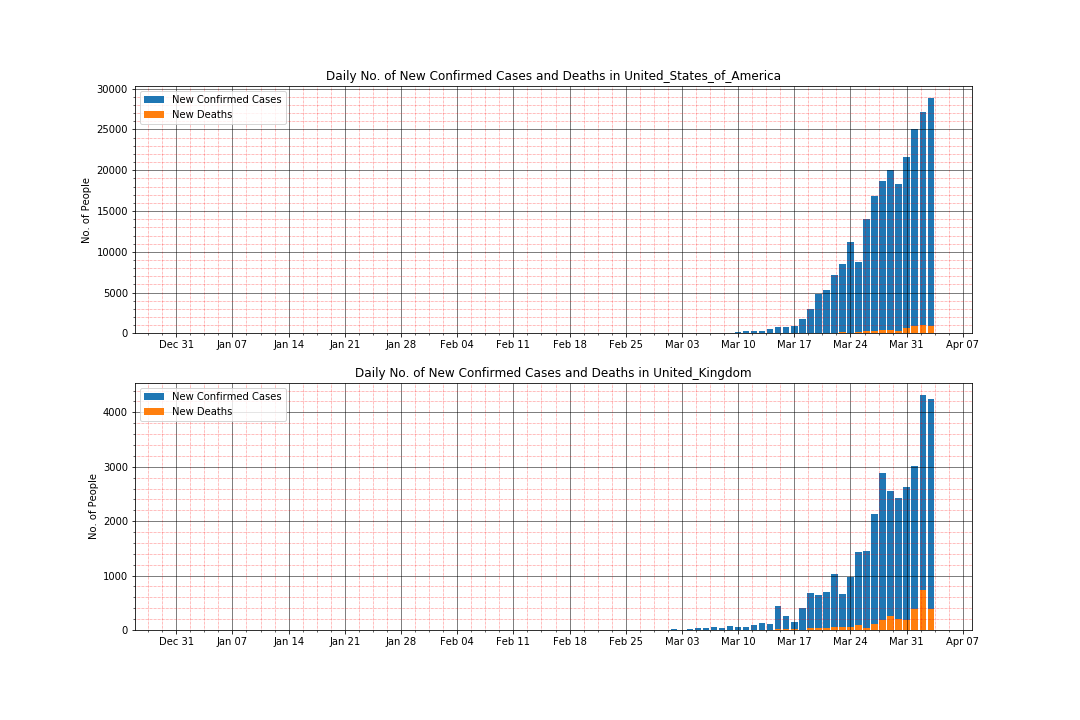 Daily No. of New Confirmed Cases and Deaths in United_States_of_America
30000
25000
20000
15000
10000
5000
0
No. of People
New Confirmed Cases
New Deaths
Dec 31 Jan 07 Jan 14 Jan 21 Jan 28 Feb 04 Feb 11 Feb 18 Feb 25 Mar 03 Mar 10 Mar 17 Mar 24 Mar 31 Apr 07
Daily No. of New Confirmed Cases and Deaths in United_Kingdom
4000
3000
2000
1000
0
No. of People
New Confirmed Cases
New Deaths
Dec 31 Jan 07 Jan 14 Jan 21 Jan 28 Feb 04 Feb 11 Feb 18 Feb 25 Mar 03 Mar 10 Mar 17 Mar 24 Mar 31 Apr 07